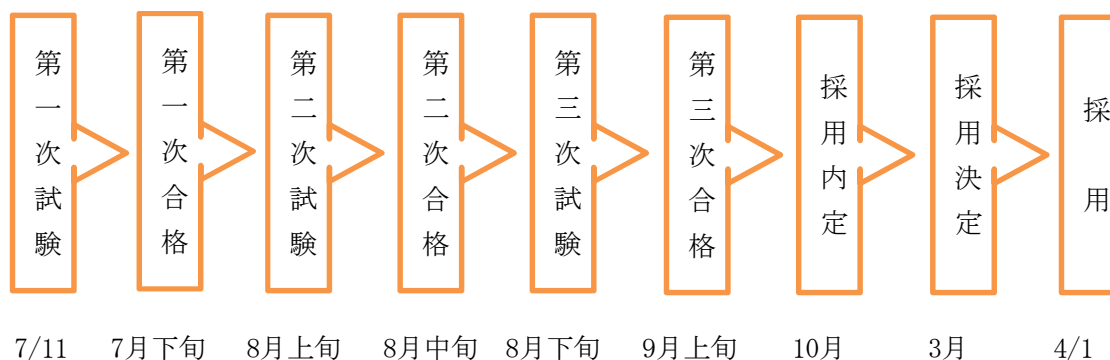 第一次試験
第一次合格
第二次試験
第二次合格
第三次試験
第三次合格
採用内定
採用決定
採用
7/11 7月下旬 8月上旬 8月中旬 8月下旬 9月上旬 10月 3月 4/1